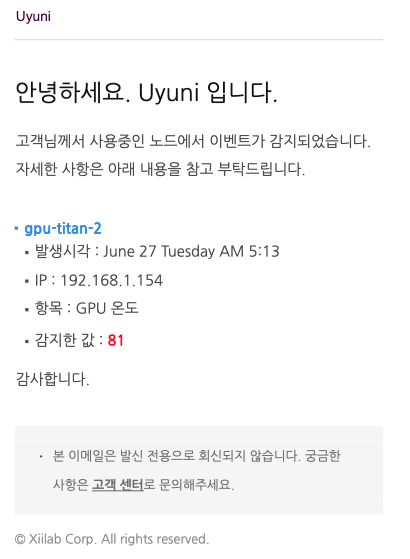 Uyuni
안녕하세요. Uyuni 입니다.
고객님께서 사용중인 노드에서 이벤트가 감지되었습니다.
자세한 사항은 아래 내용을 참고 부탁드립니다.
▪ gpu-titan-2
▪ 발생시각 : June 27 Tuesday AM 5:13
▪ IP : 192.168.1.154
▪ 항목 : GPU 온도
▪ 감지한 값 : 81
감사합니다.
· 본 이메일은 발신 전용으로 회신되지 않습니다. 궁금한
사항은 고객 센터로 문의해주세요.
© Xiilab Corp. All rights reserved.